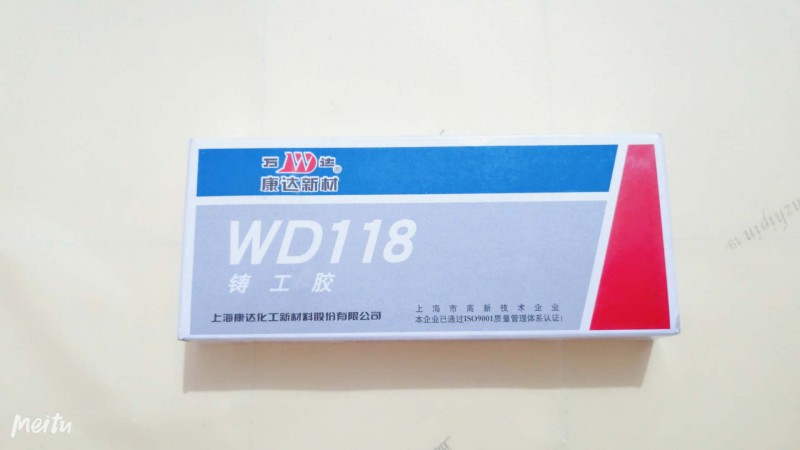 万W达®
康达新材
WD118
铸工胶
上海康达化工新材料股份有限公司
上海市高新技术企业
本企业已通过ISO9001质量管理体系认证!
Meitu